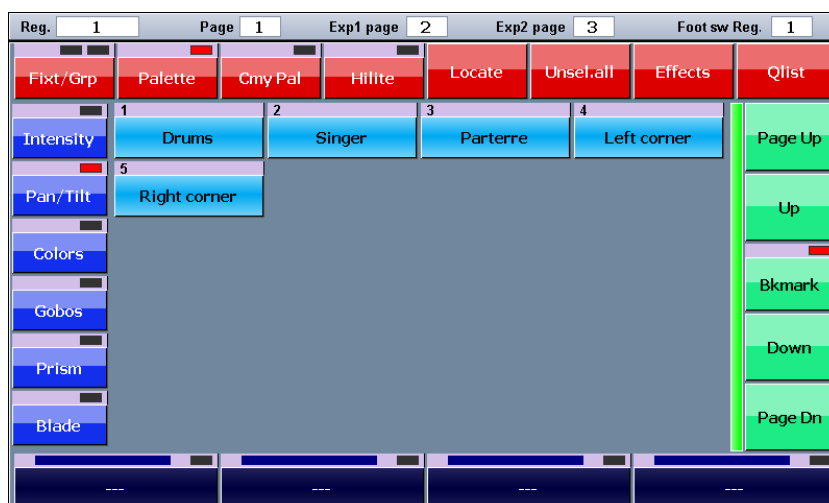 Reg. 1 Page 1 Exp1 page 2 Exp2 page 3 Foot sw Reg. 1
Fixt/Grp Palette Cmy Pal Hilite Locate Unsel.all Effects Qlist
1 2 3 4
Intensity Drums Singer Parterre Left corner Page Up
5
Pan/Tilt Right corner Up
Colors
Bkmark
Gobos
Down
Prism
Page Dn
Blade
--- --- --- ---